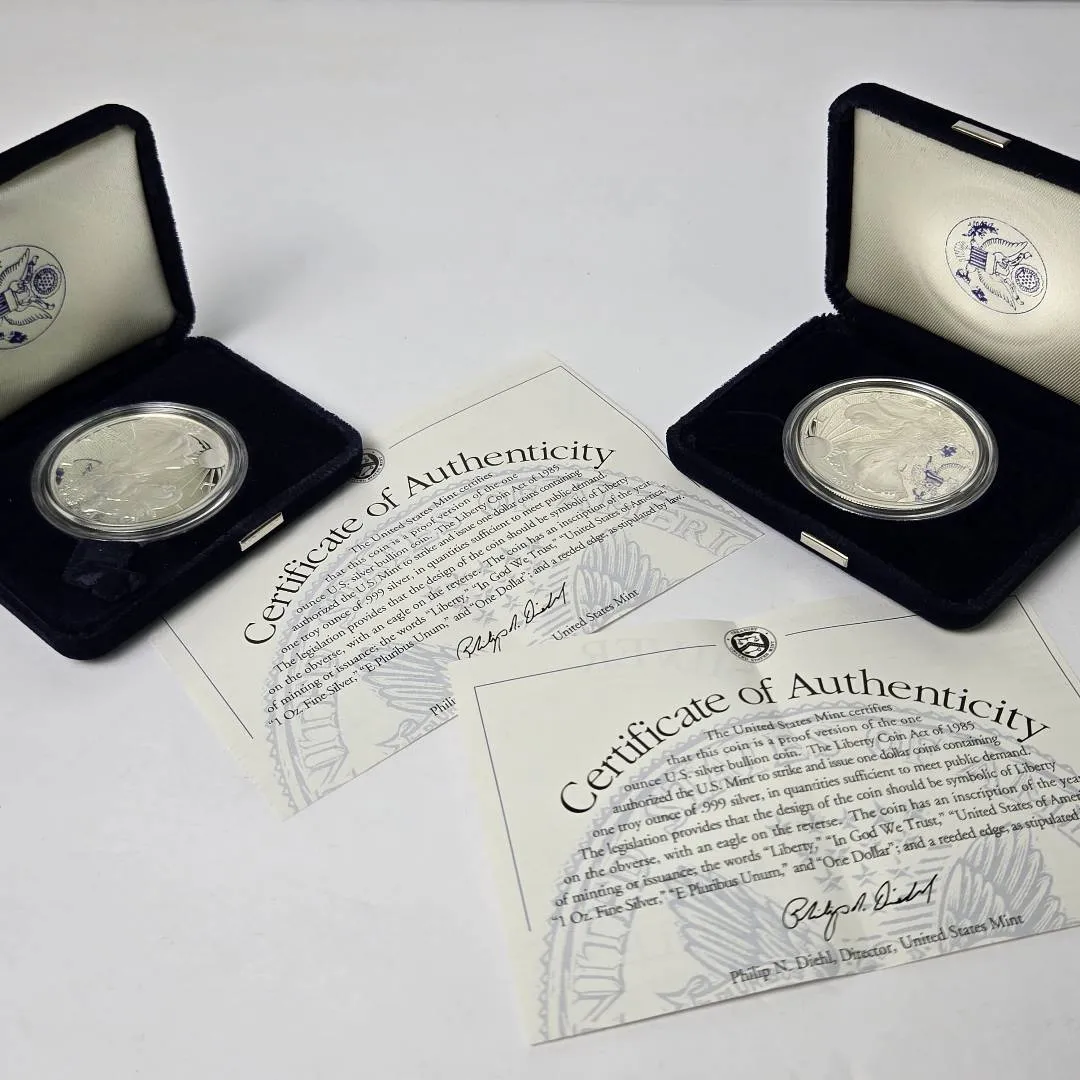 Certificate of Authenticity
The United States Mint certifies
that this coin is a proof version of the one
ounce U.S. silver bullion coin. The Liberty Coin Act of 1985
authorized the U.S. Mint to strike and issue one dollar coins containing
one troy ounce of .999 silver, in quantities sufficient to meet public demand.
The legislation provides that the design of the coin should be symbolic of Liberty
on the obverse, with an eagle on the reverse. The coin has an inscription of the year
of minting or issuance; the words "Liberty," "In God We Trust," "United States of America,
"1 Oz. Fine Silver," "E Pluribus Unum," and "One Dollar"; and a reeded edge, as stipulated by law.
Philip N. Diehl
United States Mint
Certificate of Authenticity
The United States Mint certifies
that this coin is a proof version of the one
ounce U.S. silver bullion coin. The Liberty Coin Act of 1985
authorized the U.S. Mint to strike and issue one dollar coins containing
one troy ounce of .999 silver, in quantities sufficient to meet public demand.
The legislation provides that the design of the coin should be symbolic of Liberty
on the obverse, with an eagle on the reverse. The coin has an inscription of the year
of minting or issuance; the words "Liberty," "In God We Trust," "United States of Amer
"1 Oz. Fine Silver," "E Pluribus Unum," and "One Dollar"; and a reeded edge, as stipulated
Philip N. Diehl
Philip N. Diehl, Director, United States Mint